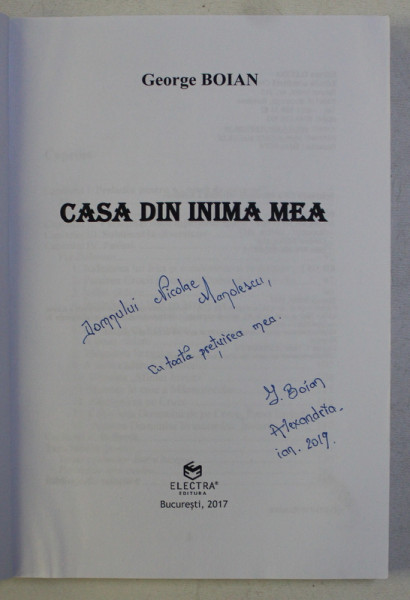 George BOIAN
CASA DIN INIMA MEA
Domnului Nicolae Manolescu,
cu toată prețuirea mea.
G. Boian
Alexandria.
ian. 2019.
ELECTRA®
EDITURA
București, 2017